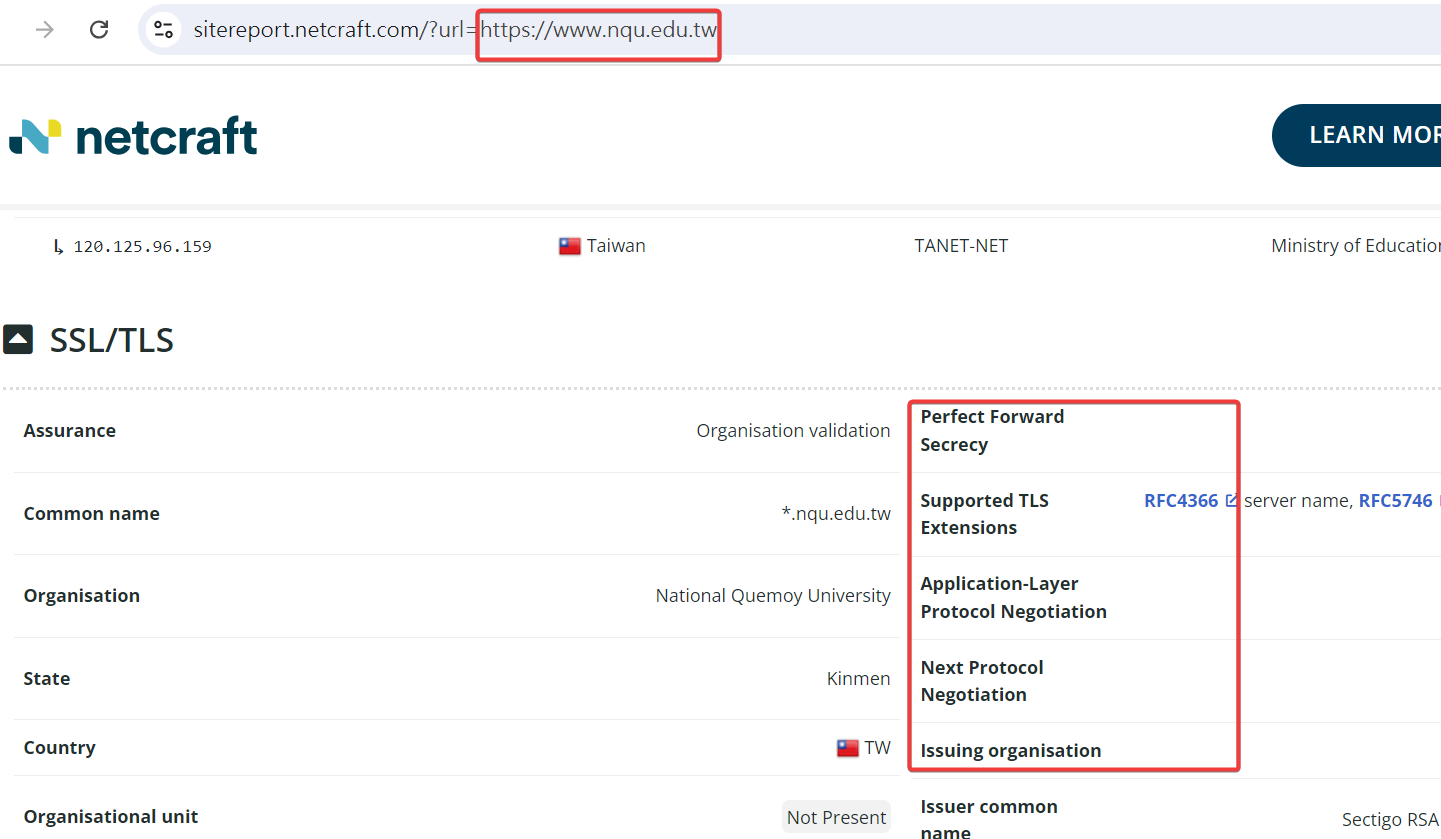 sitereport.netcraft.com/?url=https://www.nqu.edu.tw
netcraft
LEARN MOR
↳ 120.125.96.159 Taiwan TANET-NET Ministry of Education
SSL/TLS
Assurance Organisation validation
Perfect Forward
Secrecy
Common name *.nqu.edu.tw
Supported TLS
Extensions
RFC4366 server name, RFC5746
Organisation National Quemoy University
Application-Layer
Protocol Negotiation
State Kinmen
Next Protocol
Negotiation
Country TW
Issuing organisation
Organisational unit Not Present
Issuer common
name
Sectigo RSA